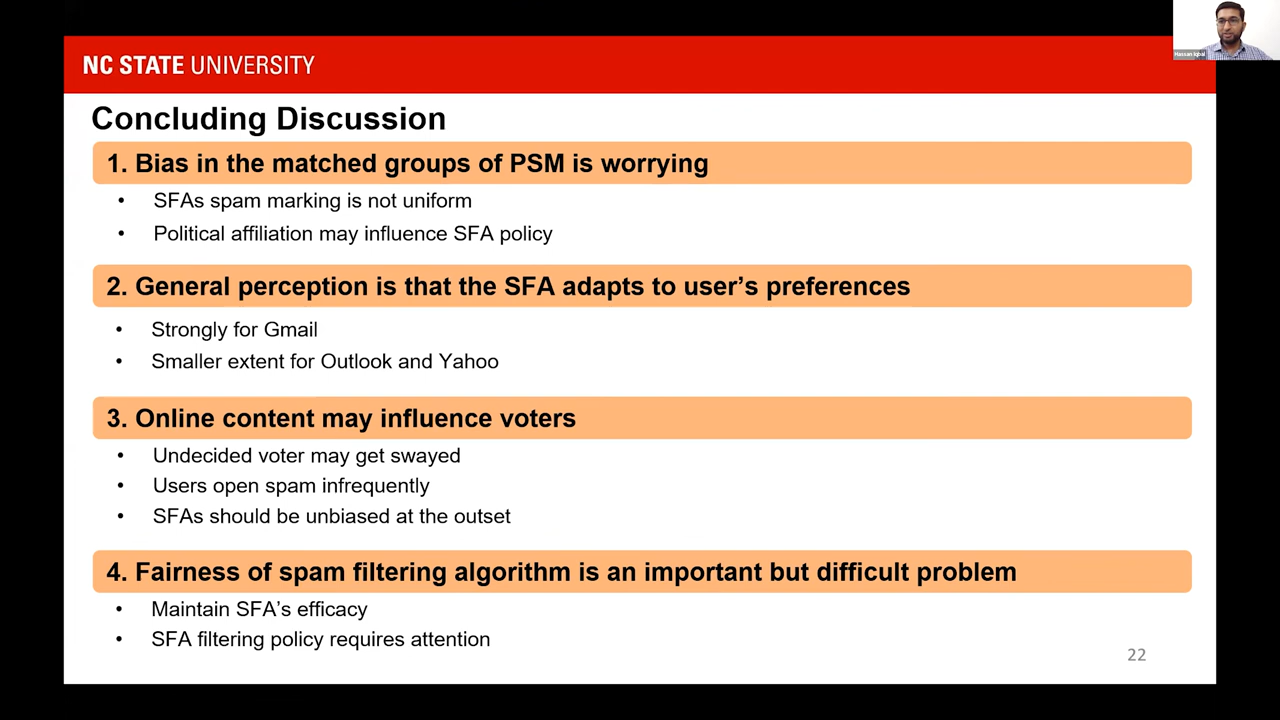 Hassan Iqbal
NC STATE UNIVERSITY
Concluding Discussion
1. Bias in the matched groups of PSM is worrying
• SFAs spam marking is not uniform
• Political affiliation may influence SFA policy
2. General perception is that the SFA adapts to user’s preferences
• Strongly for Gmail
• Smaller extent for Outlook and Yahoo
3. Online content may influence voters
• Undecided voter may get swayed
• Users open spam infrequently
• SFAs should be unbiased at the outset
4. Fairness of spam filtering algorithm is an important but difficult problem
• Maintain SFA’s efficacy
• SFA filtering policy requires attention
22